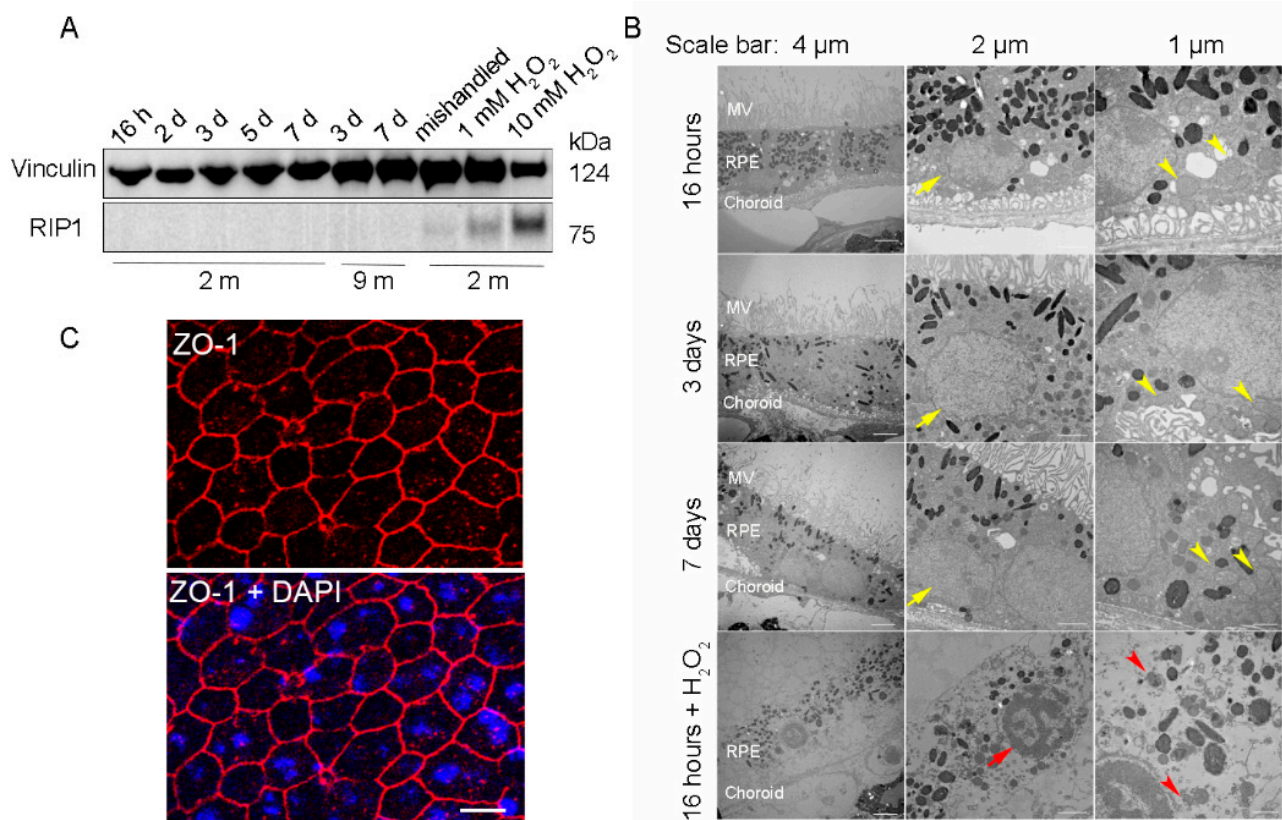 A
16 h
2 d
3 d
5 d
7 d
3 d
7 d
mishandled
1 mM H₂O₂
10 mM H₂O₂
kDa
Vinculin
124
RIP1
75
2 m
9 m
2 m
C
ZO-1
ZO-1 + DAPI
B
Scale bar: 4 µm 2 µm 1 µm
16 hours
MV
RPE
Choroid
3 days
MV
RPE
Choroid
7 days
MV
RPE
Choroid
16 hours + H₂O₂
RPE
Choroid